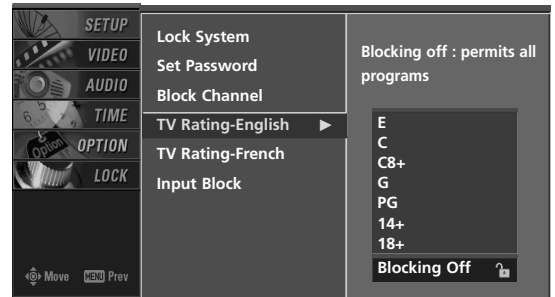 SETUP
VIDEO
AUDIO
TIME
OPTION
LOCK
Move MENU Prev
Lock System
Set Password
Block Channel
TV Rating-English
TV Rating-French
Input Block
Blocking off : permits all
programs
E
C
C8+
G
PG
14+
18+
Blocking Off